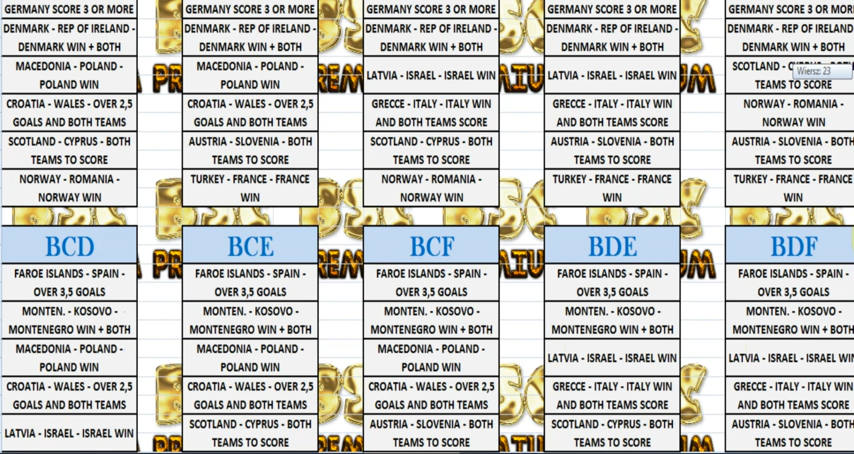 GERMANY SCORE 3 OR MORE
DENMARK - REP OF IRELAND -
DENMARK WIN + BOTH
MACEDONIA - POLAND -
POLAND WIN
CROATIA - WALES - OVER 2,5
GOALS AND BOTH TEAMS
SCOTLAND - CYPRUS - BOTH
TEAMS TO SCORE
NORWAY - ROMANIA -
NORWAY WIN
GERMANY SCORE 3 OR MORE
DENMARK - REP OF IRELAND -
DENMARK WIN + BOTH
MACEDONIA - POLAND -
POLAND WIN
CROATIA - WALES - OVER 2,5
GOALS AND BOTH TEAMS
AUSTRIA - SLOVENIA - BOTH
TEAMS TO SCORE
TURKEY - FRANCE - FRANCE
WIN
GERMANY SCORE 3 OR MORE
DENMARK - REP OF IRELAND -
DENMARK WIN + BOTH
LATVIA - ISRAEL - ISRAEL WIN
GRECCE - ITALY - ITALY WIN
AND BOTH TEAMS SCORE
SCOTLAND - CYPRUS - BOTH
TEAMS TO SCORE
NORWAY - ROMANIA -
NORWAY WIN
GERMANY SCORE 3 OR MORE
DENMARK - REP OF IRELAND -
DENMARK WIN + BOTH
LATVIA - ISRAEL - ISRAEL WIN
GRECCE - ITALY - ITALY WIN
AND BOTH TEAMS SCORE
AUSTRIA - SLOVENIA - BOTH
TEAMS TO SCORE
TURKEY - FRANCE - FRANCE
WIN
GERMANY SCORE 3 OR MORE
DENMARK - REP OF IRELAND -
DENMARK WIN + BOTH
SCOTLAND -
Wiersz: 23
TEAMS TO SCORE
NORWAY - ROMANIA -
NORWAY WIN
AUSTRIA - SLOVENIA - BOTH
TEAMS TO SCORE
TURKEY - FRANCE - FRANCE
WIN
BCD
FAROE ISLANDS - SPAIN -
OVER 3,5 GOALS
MONTEN. - KOSOVO -
MONTENEGRO WIN + BOTH
MACEDONIA - POLAND -
POLAND WIN
CROATIA - WALES - OVER 2,5
GOALS AND BOTH TEAMS
LATVIA - ISRAEL - ISRAEL WIN
BCE
FAROE ISLANDS - SPAIN -
OVER 3,5 GOALS
MONTEN. - KOSOVO -
MONTENEGRO WIN + BOTH
MACEDONIA - POLAND -
POLAND WIN
CROATIA - WALES - OVER 2,5
GOALS AND BOTH TEAMS
SCOTLAND - CYPRUS - BOTH
TEAMS TO SCORE
BCF
FAROE ISLANDS - SPAIN -
OVER 3,5 GOALS
MONTEN. - KOSOVO -
MONTENEGRO WIN + BOTH
MACEDONIA - POLAND -
POLAND WIN
CROATIA - WALES - OVER 2,5
GOALS AND BOTH TEAMS
AUSTRIA - SLOVENIA - BOTH
TEAMS TO SCORE
BDE
FAROE ISLANDS - SPAIN -
OVER 3,5 GOALS
MONTEN. - KOSOVO -
MONTENEGRO WIN + BOTH
LATVIA - ISRAEL - ISRAEL WIN
GRECCE - ITALY - ITALY WIN
AND BOTH TEAMS SCORE
SCOTLAND - CYPRUS - BOTH
TEAMS TO SCORE
BDF
FAROE ISLANDS - SPAIN -
OVER 3,5 GOALS
MONTEN. - KOSOVO -
MONTENEGRO WIN + BOTH
LATVIA - ISRAEL - ISRAEL WIN
GRECCE - ITALY - ITALY WIN
AND BOTH TEAMS SCORE
AUSTRIA - SLOVENIA - BOTH
TEAMS TO SCORE